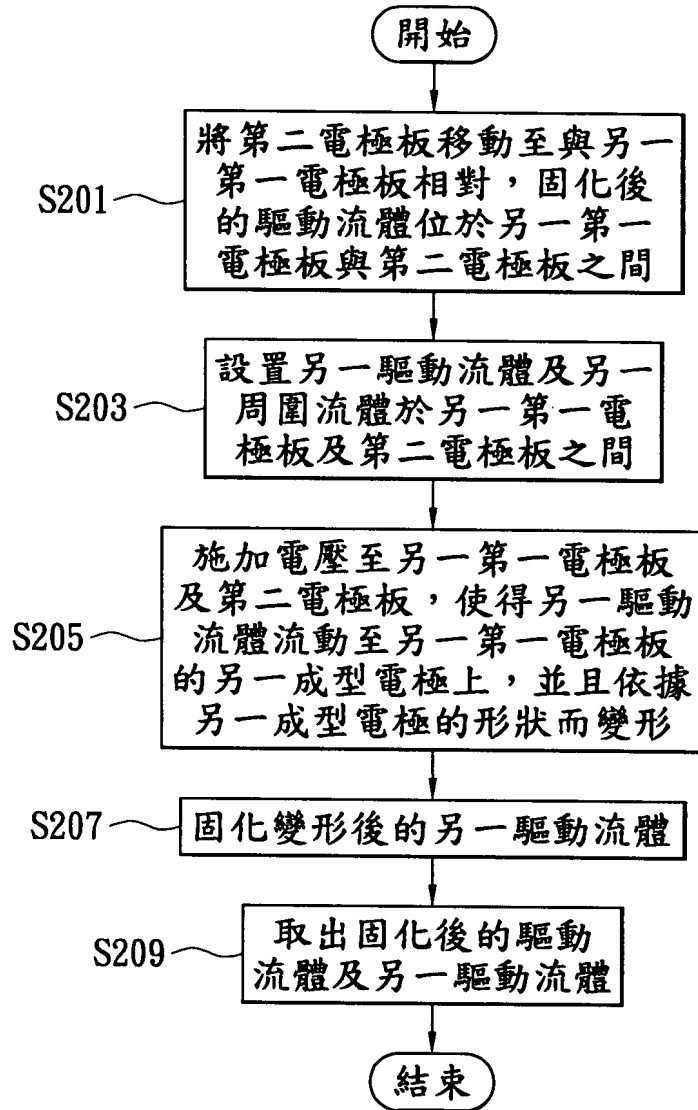 開始
S201
將第二電極板移動至與另一
第一電極板相對，固化後
的驅動流體位於另一第一
電極板與第二電極板之間
S203
設置另一驅動流體及另一
周圍流體於另一第一電
極板及第二電極板之間
S205
施加電壓至另一第一電極板
及第二電極板，使得另一驅動
流體流動至另一第一電極板
的另一成型電極上，並且依據
另一成型電極的形狀而變形
S207
固化變形後的另一驅動流體
S209
取出固化後的驅動
流體及另一驅動流體
結束